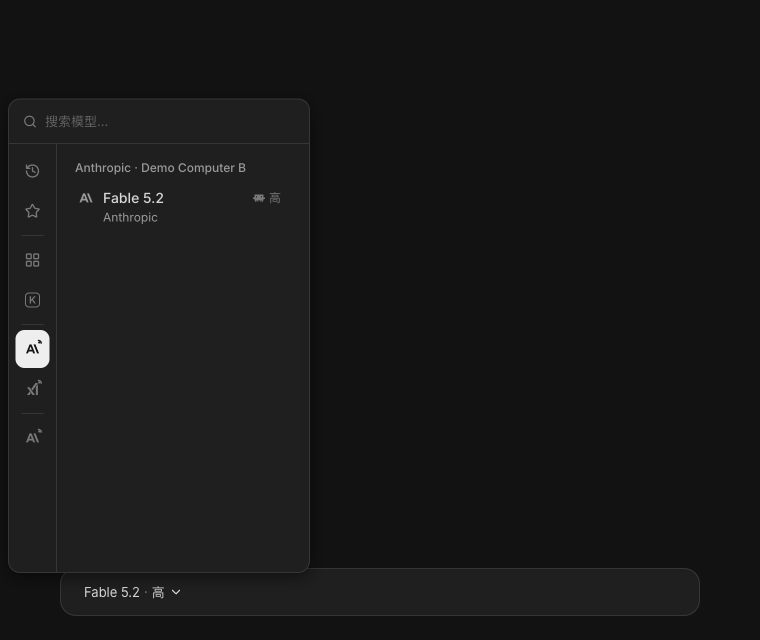 搜索模型...
Anthropic · Demo Computer B
Fable 5.2
高
Anthropic
K
Fable 5.2 · 高